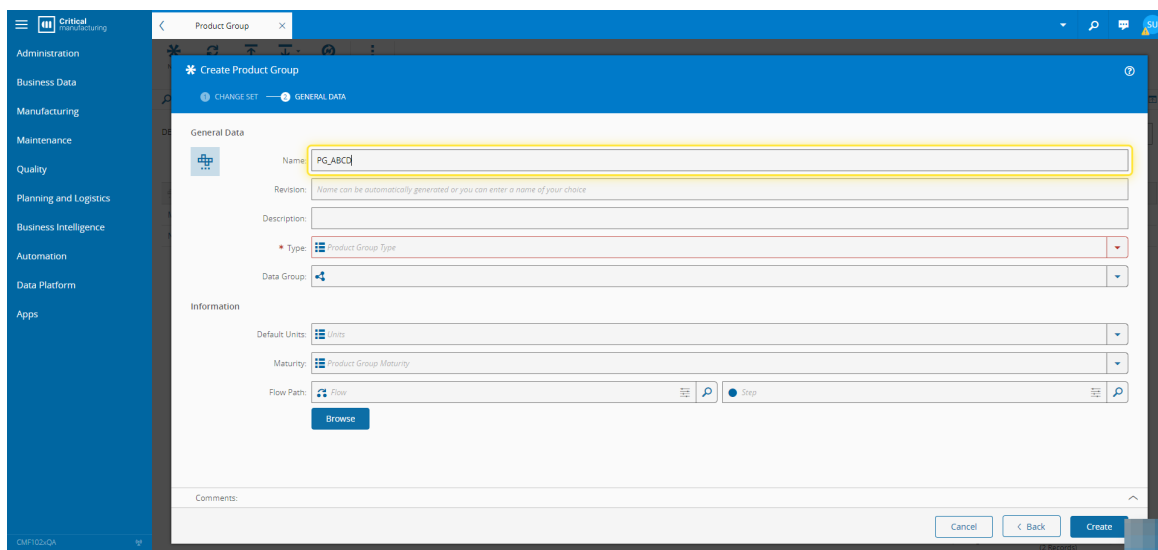 Critical
manufacturing
Product Group
SU
Administration
Business Data
Manufacturing
Maintenance
Quality
Planning and Logistics
Business Intelligence
Automation
Data Platform
Apps
CMF102xQA
Create Product Group
1 CHANGE SET 2 GENERAL DATA
General Data
Name: PG_ABCD
Revision: Name can be automatically generated or you can enter a name of your choice
Description:
* Type: Product Group Type
Data Group:
Information
Default Units: Units
Maturity: Product Group Maturity
Flow Path: Flow Step
Browse
Comments:
Cancel < Back Create